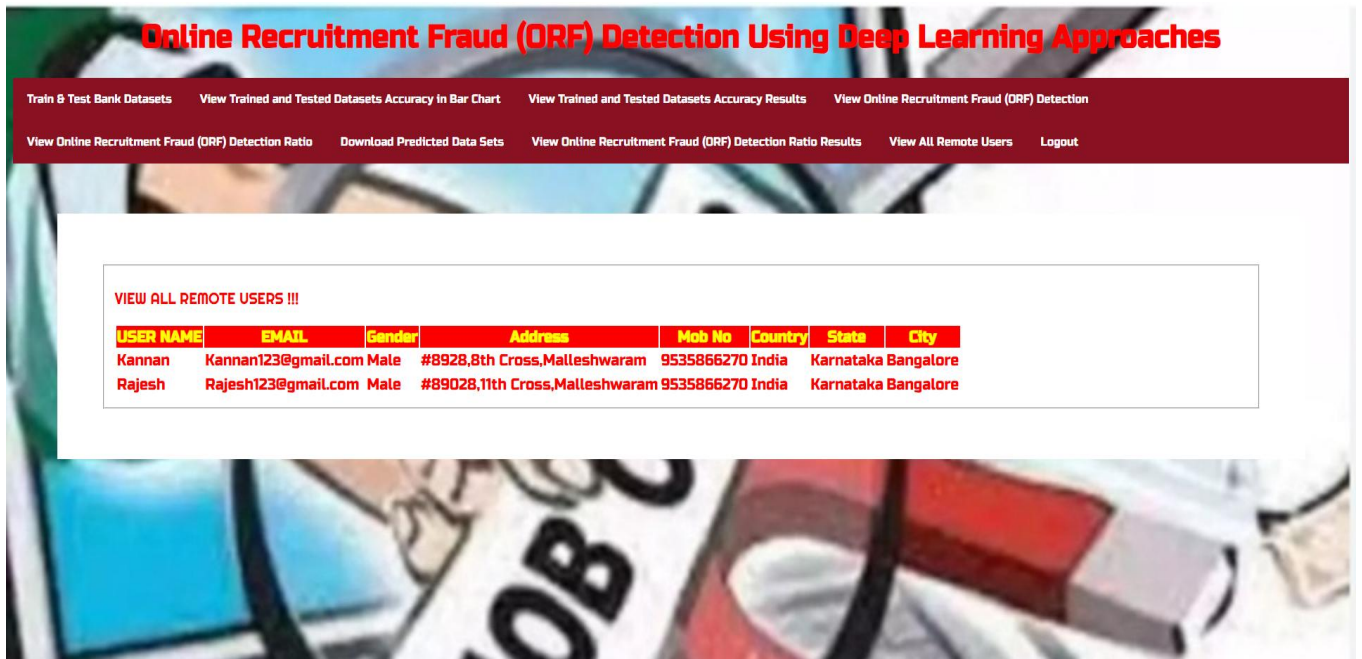 Online Recruitment Fraud (ORF) Detection Using Deep Learning Approaches
Train & Test Bank Datasets View Trained and Tested Datasets Accuracy in Bar Chart View Trained and Tested Datasets Accuracy Results View Online Recruitment Fraud (ORF) Detection
View Online Recruitment Fraud (ORF) Detection Ratio Download Predicted Data Sets View Online Recruitment Fraud (ORF) Detection Ratio Results View All Remote Users Logout
VIEW ALL REMOTE USERS !!!
USER NAME EMAIL Gender Address Mob No Country State City
Kannan Kannan123@gmail.com Male #8928,8th Cross,Malleshwaram 9535866270 India Karnataka Bangalore
Rajesh Rajesh123@gmail.com Male #89028,11th Cross,Malleshwaram 9535866270 India Karnataka Bangalore
JOB